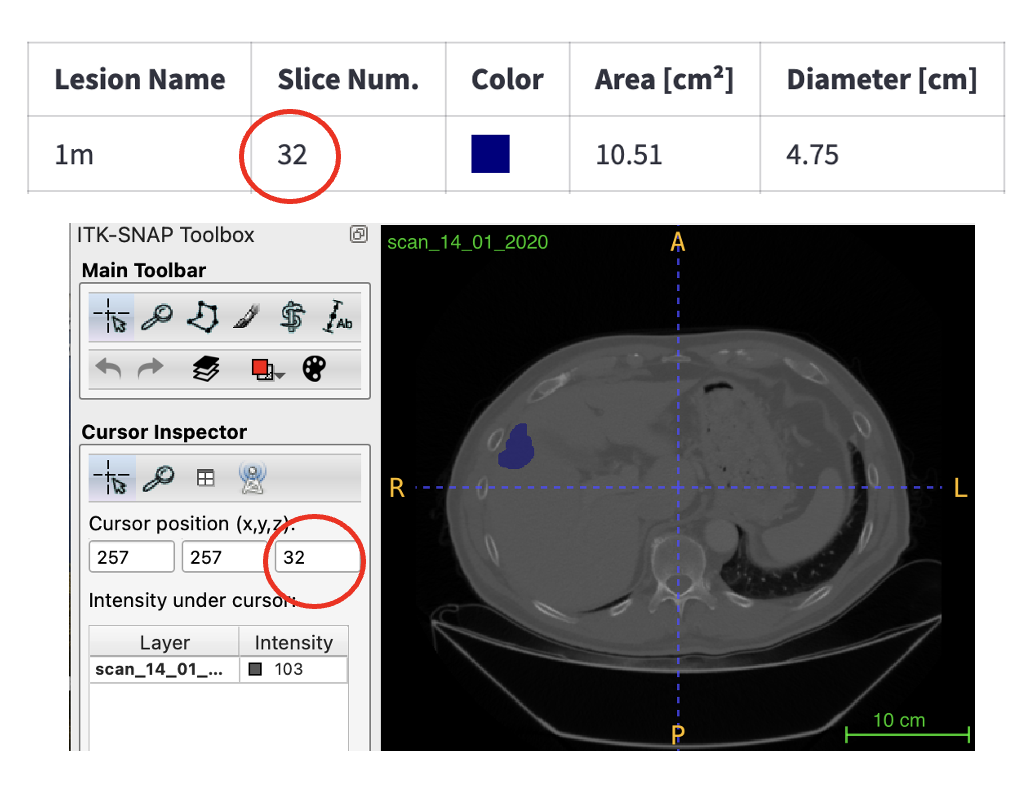 Lesion Name Slice Num. Color Area [cm²] Diameter [cm]
1m 32 10.51 4.75
ITK-SNAP Toolbox
Main Toolbar
Ab
Cursor Inspector
Cursor position (x,y,z):
257 257 32
Intensity under cursor:
Layer Intensity
scan_14_01_... 103
scan_14_01_2020
A
R
L
P
10 cm